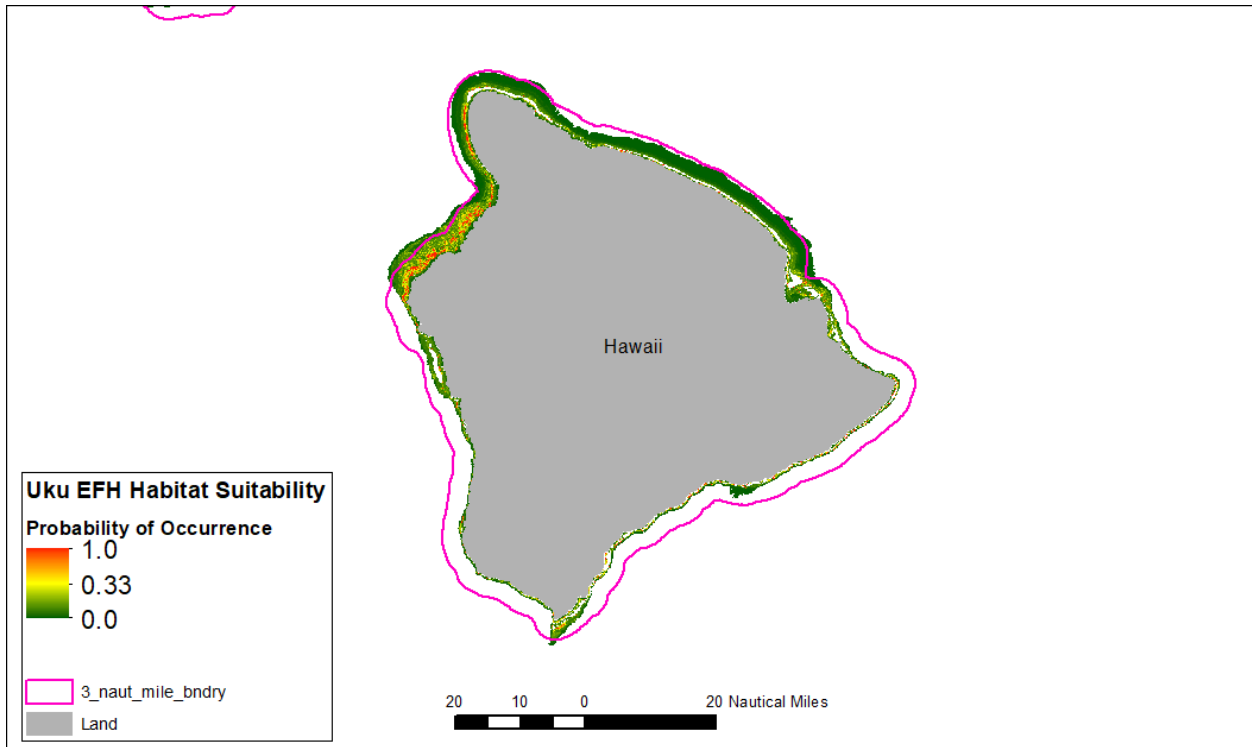 Hawaii
Uku EFH Habitat Suitability
Probability of Occurrence
1.0
0.33
0.0
3_naut_mile_bndry
Land
20 10 0 20 Nautical Miles